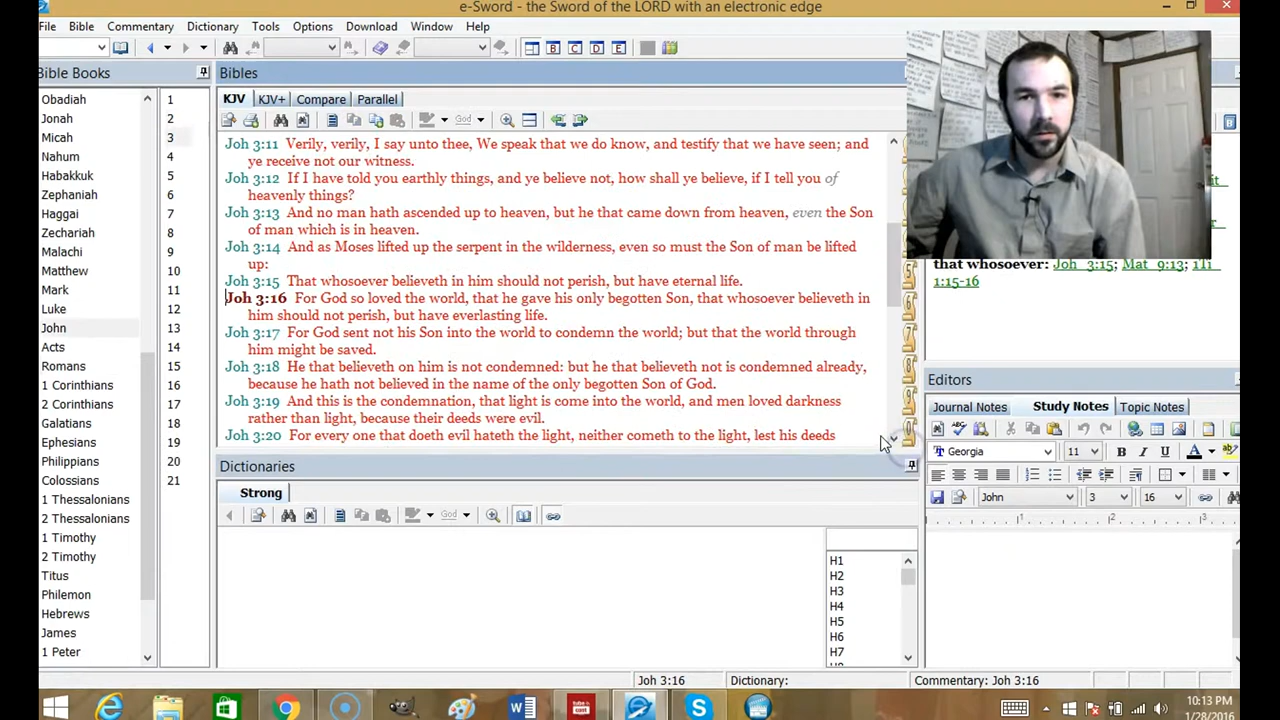 e-Sword - the Sword of the LORD with an electronic edge
File Bible Commentary Dictionary Tools Options Download Window Help
B C D E
Bible Books
Obadiah
Jonah
Micah
Nahum
Habakkuk
Zephaniah
Haggai
Zechariah
Malachi
Matthew
Mark
Luke
John
Acts
Romans
1 Corinthians
2 Corinthians
Galatians
Ephesians
Philippians
Colossians
1 Thessalonians
2 Thessalonians
1 Timothy
2 Timothy
Titus
Philemon
Hebrews
James
1 Peter
1
2
3
4
5
6
7
8
9
10
11
12
13
14
15
16
17
18
19
20
21
Bibles
KJV KJV+ Compare Parallel
God
Joh 3:11 Verily, verily, I say unto thee, We speak that we do know, and testify that we have seen; and
ye receive not our witness.
Joh 3:12 If I have told you earthly things, and ye believe not, how shall ye believe, if I tell you of
heavenly things?
Joh 3:13 And no man hath ascended up to heaven, but he that came down from heaven, even the Son
of man which is in heaven.
Joh 3:14 And as Moses lifted up the serpent in the wilderness, even so must the Son of man be lifted
up:
Joh 3:15 That whosoever believeth in him should not perish, but have eternal life.
Joh 3:16 For God so loved the world, that he gave his only begotten Son, that whosoever believeth in
him should not perish, but have everlasting life.
Joh 3:17 For God sent not his Son into the world to condemn the world; but that the world through
him might be saved.
Joh 3:18 He that believeth on him is not condemned: but he that believeth not is condemned already,
because he hath not believed in the name of the only begotten Son of God.
Joh 3:19 And this is the condemnation, that light is come into the world, and men loved darkness
rather than light, because their deeds were evil.
Joh 3:20 For every one that doeth evil hateth the light, neither cometh to the light, lest his deeds
5
6
7
8
9
Dictionaries
Strong
God
H1
H2
H3
H4
H5
H6
H7
that whosoever: Joh_3:15; Mat_9:13; 1Ti_
1:15-16
Editors
Journal Notes Study Notes Topic Notes
Georgia 11 B I U A
John 3 16
1 2 3
Joh 3:16 Dictionary: Commentary: Joh 3:16
10:13 PM
1/28/2016